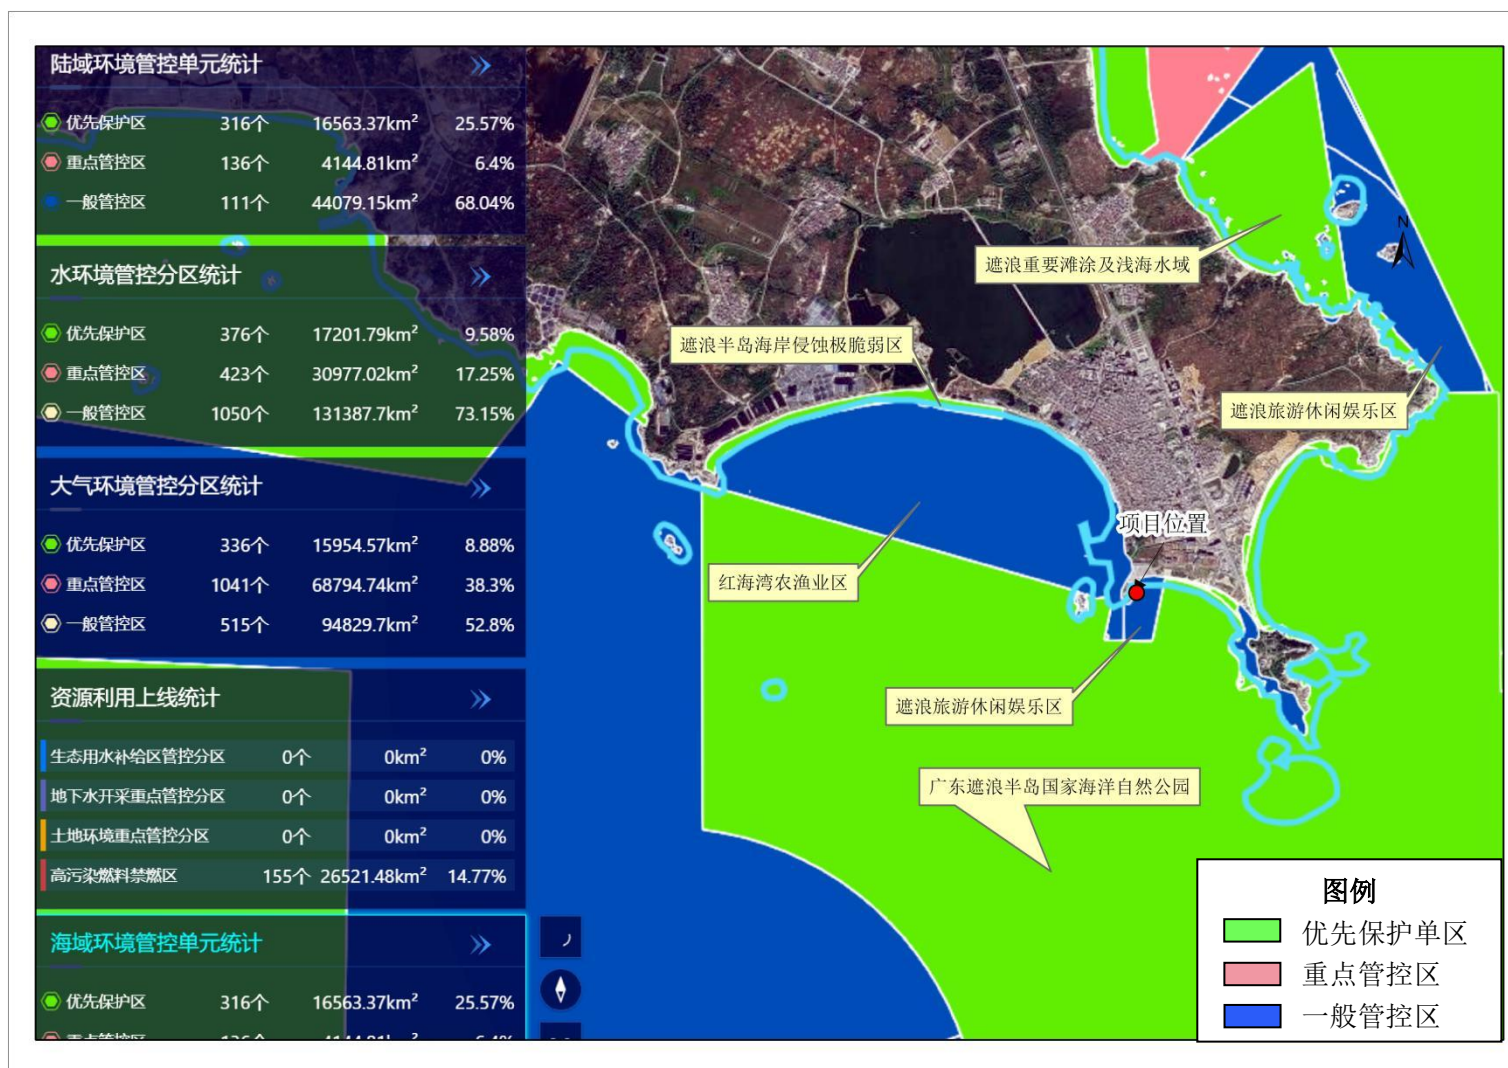 陆域环境管控单元统计
优先保护区 316个 16563.37km² 25.57%
重点管控区 136个 4144.81km² 6.4%
一般管控区 111个 44079.15km² 68.04%
水环境管控分区统计
优先保护区 376个 17201.79km² 9.58%
重点管控区 423个 30977.02km² 17.25%
一般管控区 1050个 131387.7km² 73.15%
大气环境管控分区统计
优先保护区 336个 15954.57km² 8.88%
重点管控区 1041个 68794.74km² 38.3%
一般管控区 515个 94829.7km² 52.8%
资源利用上线统计
生态用水补给区管控分区 0个 0km² 0%
地下水开采重点管控分区 0个 0km² 0%
土地环境重点管控分区 0个 0km² 0%
高污染燃料禁燃区 155个 26521.48km² 14.77%
海域环境管控单元统计
优先保护区 316个 16563.37km² 25.57%
N
遮浪重要滩涂及浅海水域
遮浪半岛海岸侵蚀极脆弱区
遮浪旅游休闲娱乐区
项目位置
红海湾农渔业区
遮浪旅游休闲娱乐区
广东遮浪半岛国家海洋自然公园
图例
优先保护单区
重点管控区
一般管控区